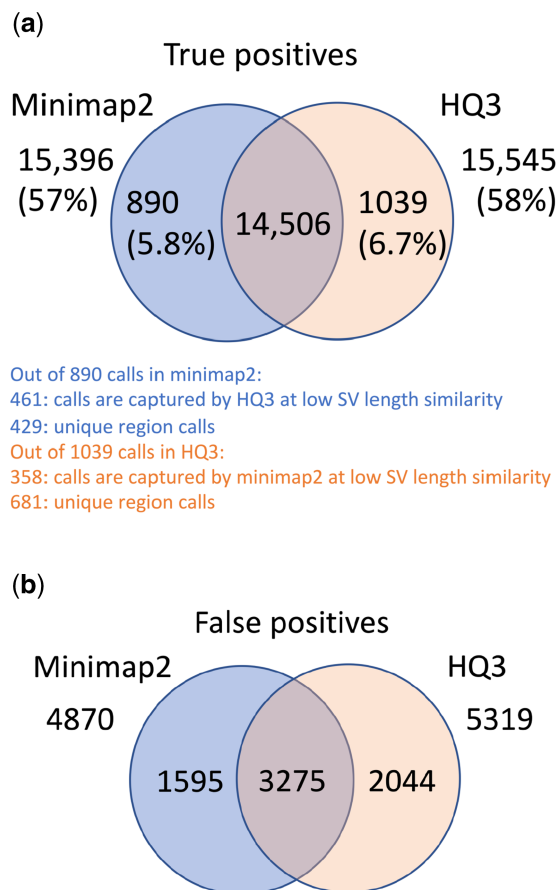 (a)
True positives
Minimap2
HQ3
15,396
(57%)
890
(5.8%)
14,506
1039
(6.7%)
15,545
(58%)
Out of 890 calls in minimap2:
461: calls are captured by HQ3 at low SV length similarity
429: unique region calls
Out of 1039 calls in HQ3:
358: calls are captured by minimap2 at low SV length similarity
681: unique region calls
(b)
False positives
Minimap2
HQ3
4870
5319
1595
3275
2044